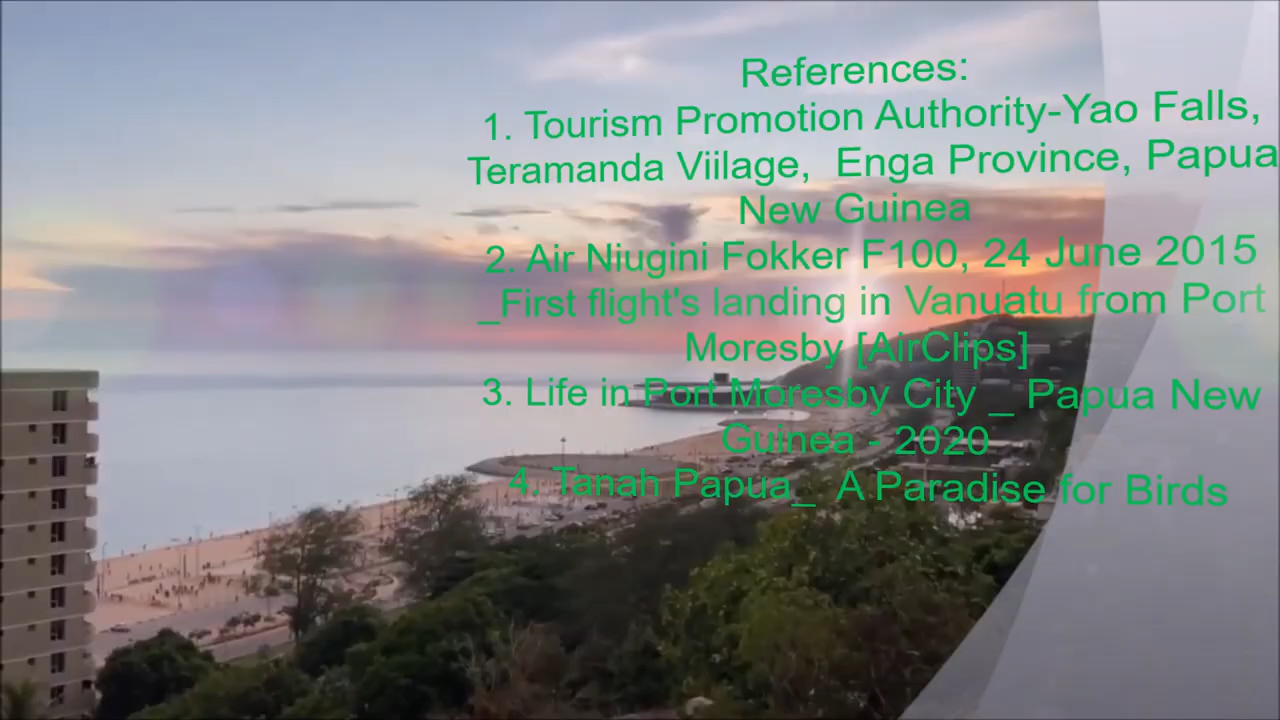 References:
1. Tourism Promotion Authority-Yao Falls,
Teramanda Viilage, Enga Province, Papua
New Guinea
2. Air Niugini Fokker F100, 24 June 2015
_First flight's landing in Vanuatu from Port
Moresby [AirClips]
3. Life in Port Moresby City _ Papua New
Guinea - 2020
4. Tanah Papua_ A Paradise for Birds